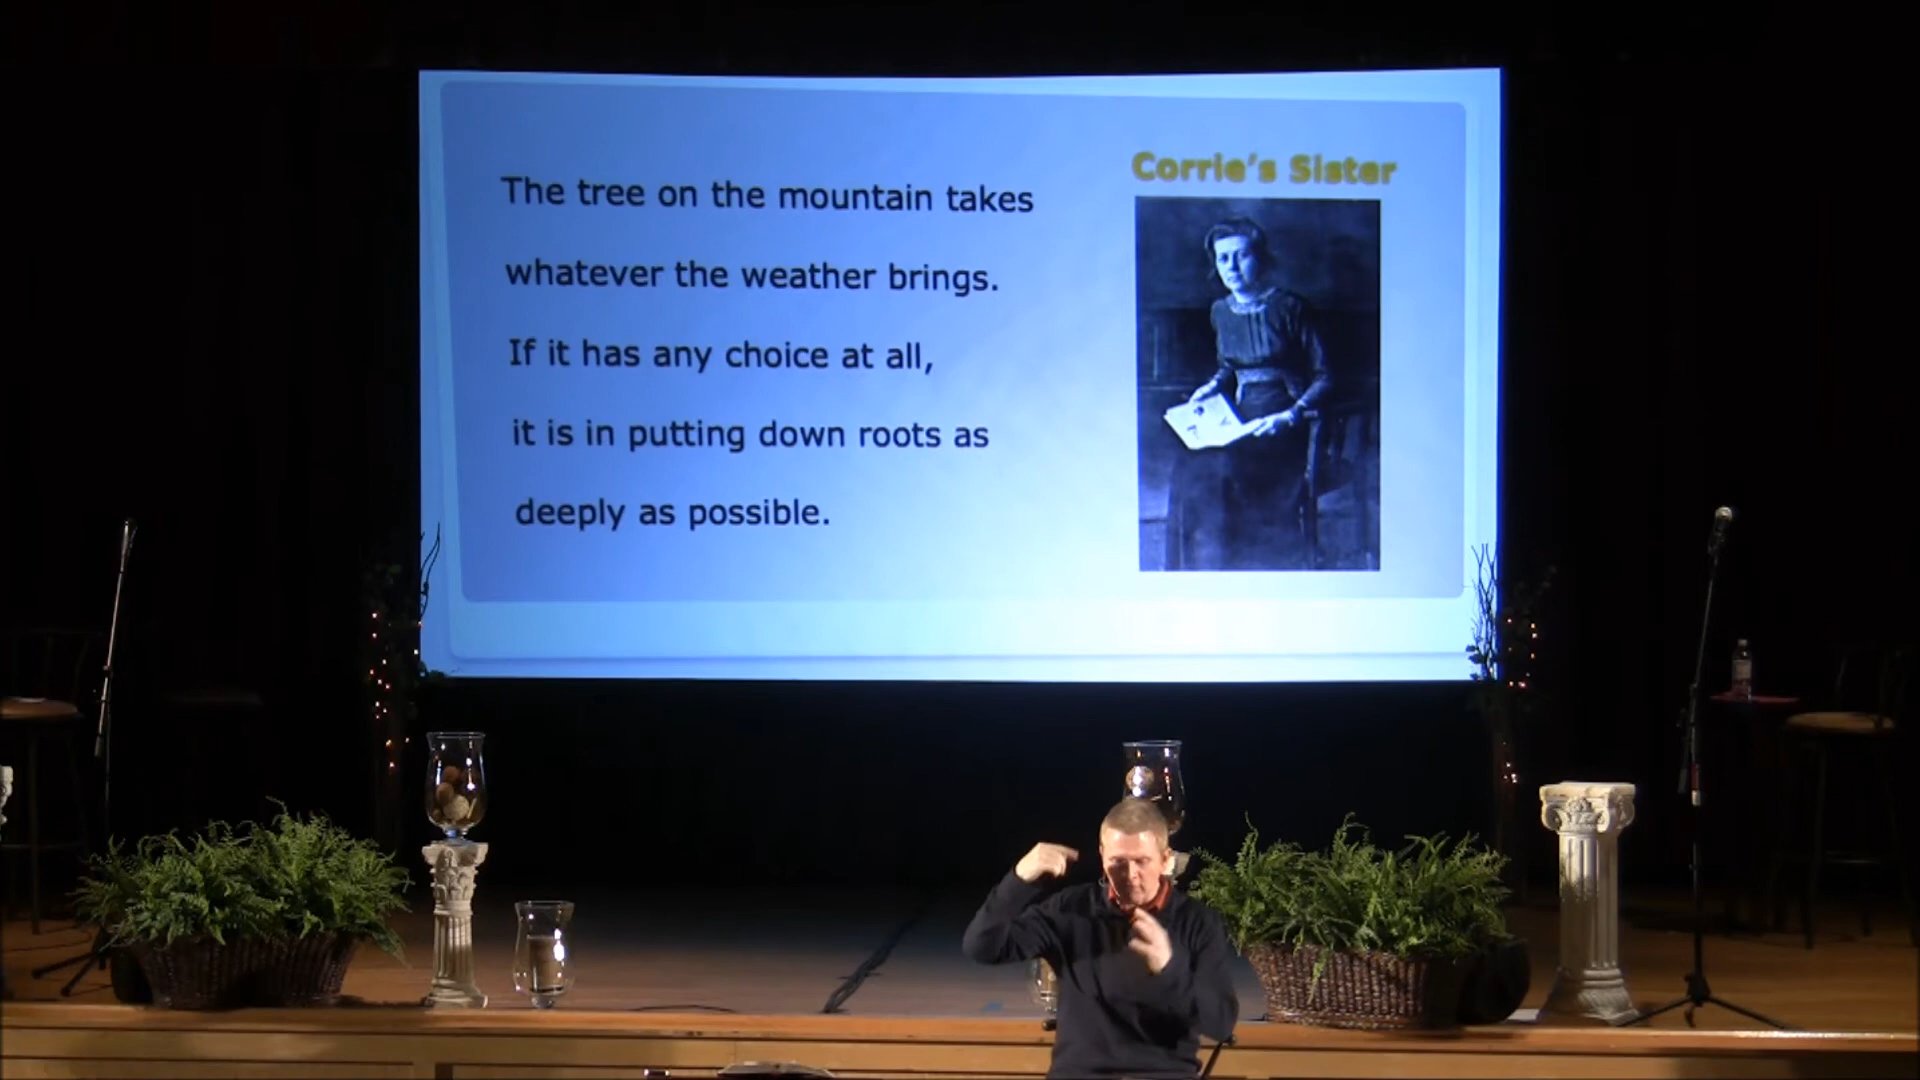 Corrie's Sister
The tree on the mountain takes
whatever the weather brings.
If it has any choice at all,
it is in putting down roots as
deeply as possible.